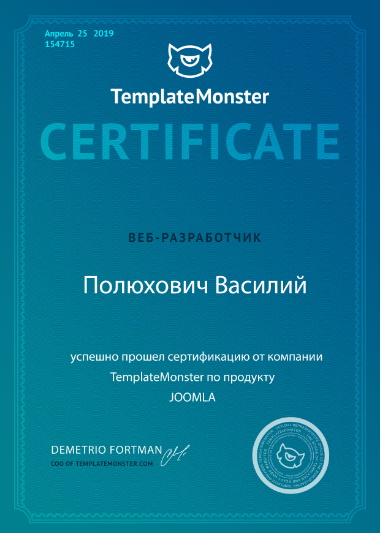 Апрель 25 2019
154715
TemplateMonster
CERTIFICATE
ВЕБ-РАЗРАБОТЧИК
Полюхович Василий
успешно прошел сертификацию от компании
TemplateMonster по продукту
JOOMLA
DEMETRIO FORTMAN
COO OF TEMPLATEMONSTER.COM